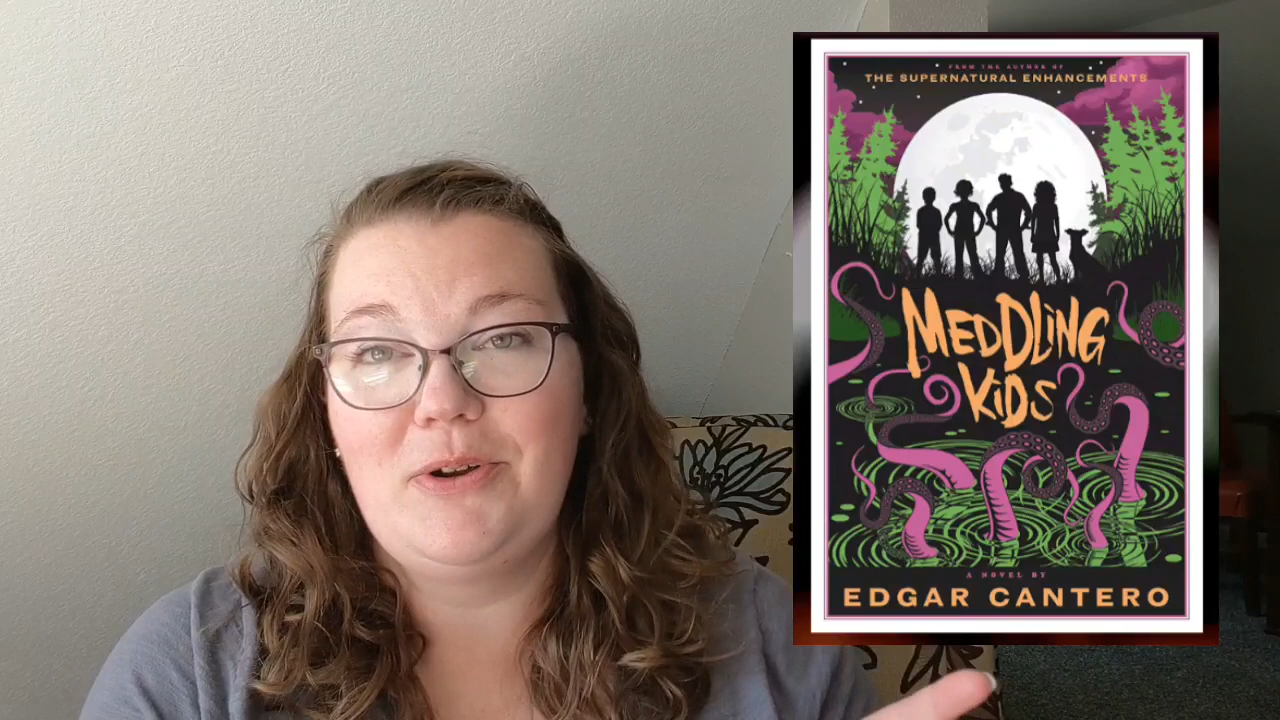 FROM THE AUTHOR OF
THE SUPERNATURAL ENHANCEMENTS
MEDDLiNG
KiDS
A NOVEL BY
EDGAR CANTERO